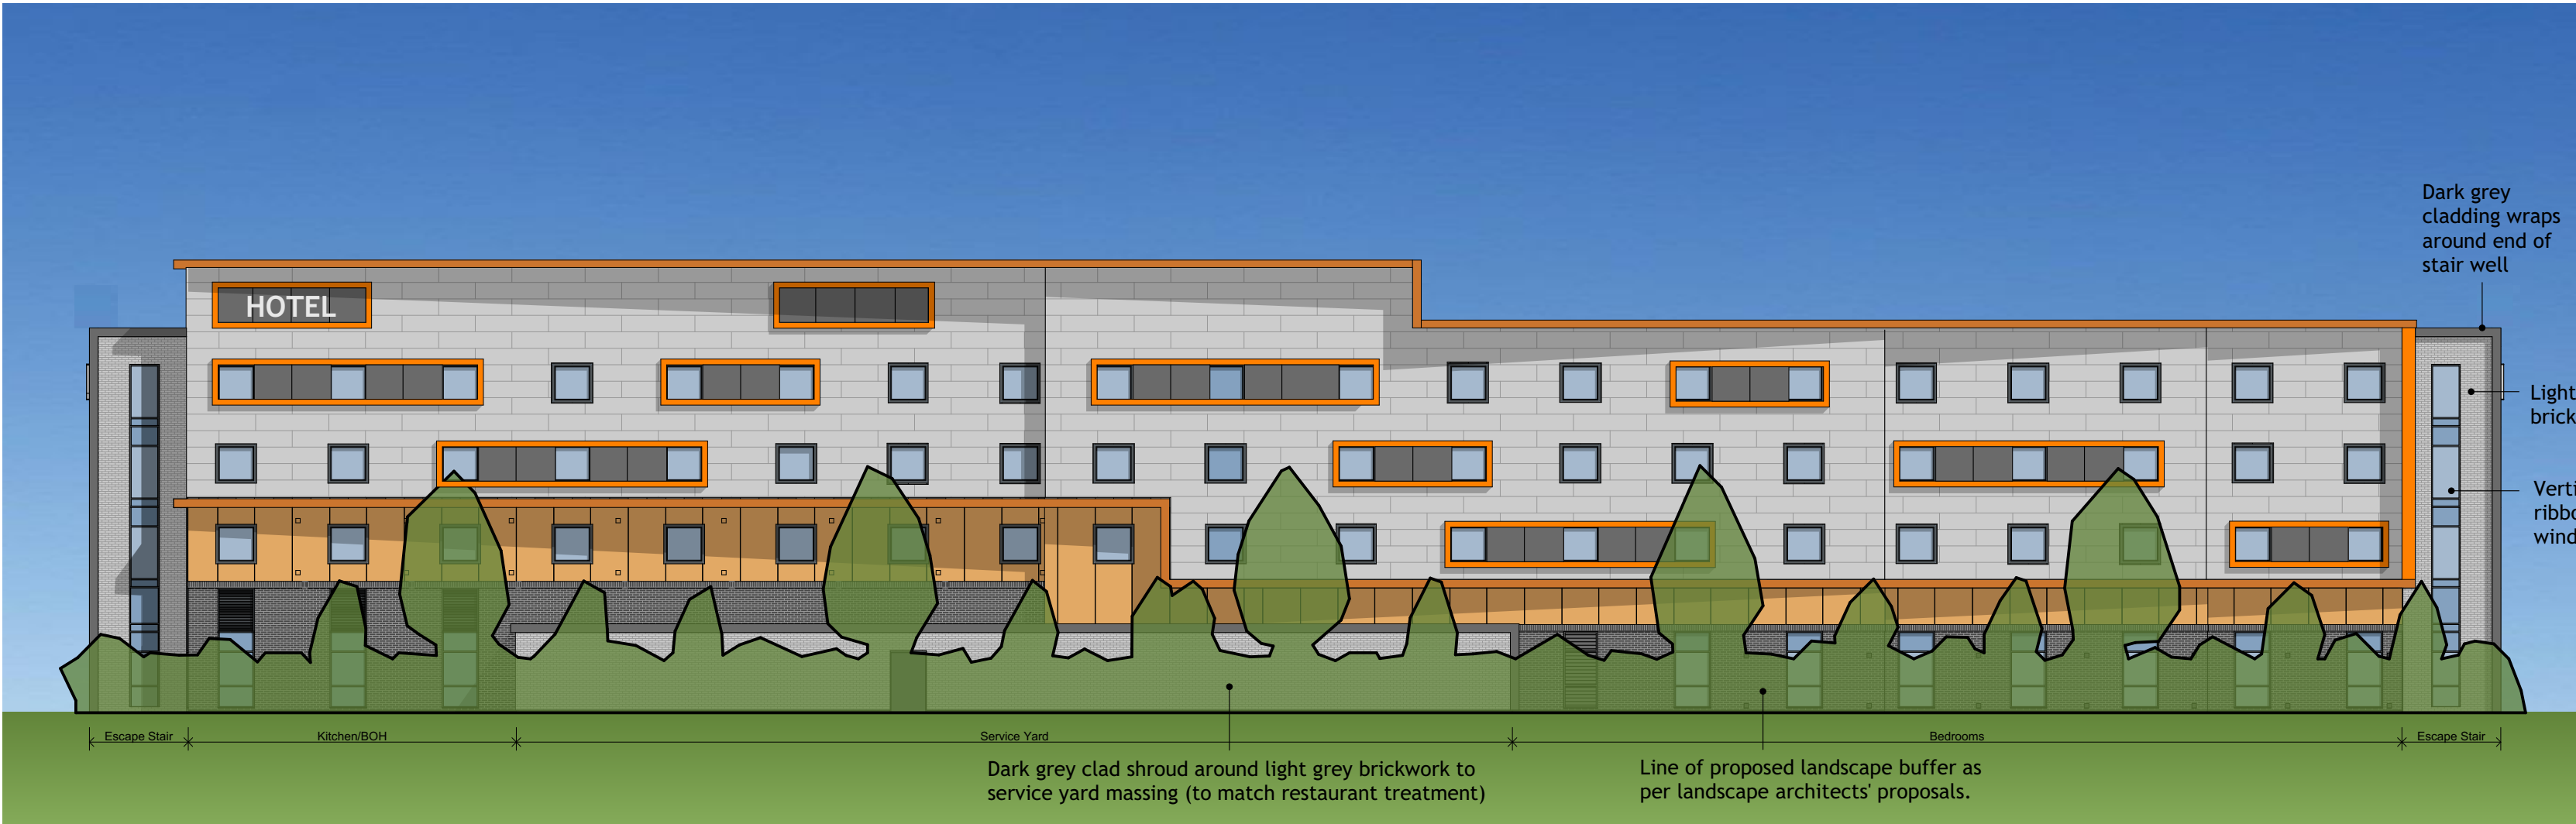 Dark grey
cladding wraps
around end of
stair well
HOTEL
Light
brick
Verti
ribbo
wind
Escape Stair
Kitchen/BOH
Service Yard
Bedrooms
Escape Stair
Dark grey clad shroud around light grey brickwork to
service yard massing (to match restaurant treatment)
Line of proposed landscape buffer as
per landscape architects' proposals.